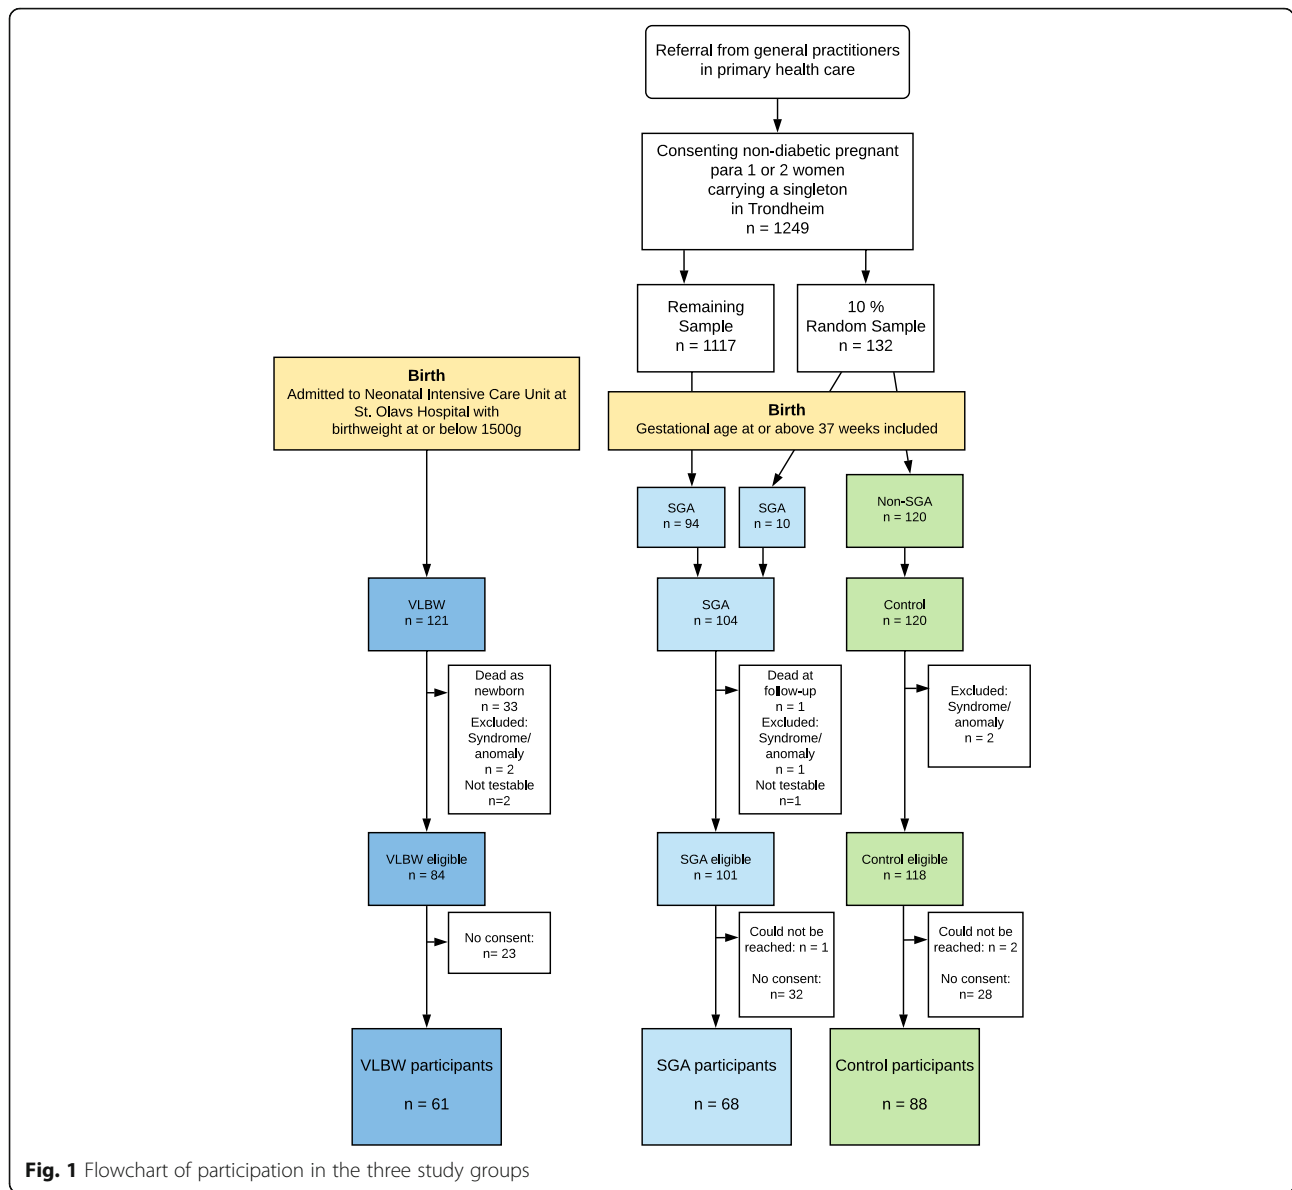 Referral from general practitioners
in primary health care
Consenting non-diabetic pregnant
para 1 or 2 women
carrying a singleton
in Trondheim
n = 1249
Remaining
Sample
n = 1117
10 %
Random Sample
n = 132
Birth
Admitted to Neonatal Intensive Care Unit at
St. Olavs Hospital with
birthweight at or below 1500g
Birth
Gestational age at or above 37 weeks included
SGA
n = 94
SGA
n = 10
Non-SGA
n = 120
VLBW
n = 121
SGA
n = 104
Control
n = 120
Dead as
newborn
n = 33
Excluded:
Syndrome/
anomaly
n = 2
Not testable
n=2
Dead at
follow-up
n = 1
Excluded:
Syndrome/
anomaly
n = 1
Not testable
n=1
Excluded:
Syndrome/
anomaly
n = 2
VLBW eligible
n = 84
SGA eligible
n = 101
Control eligible
n = 118
No consent:
n= 23
Could not be
reached: n = 1
No consent:
n= 32
Could not be
reached: n = 2
No consent:
n= 28
VLBW participants
n = 61
SGA participants
n = 68
Control participants
n = 88
Fig. 1 Flowchart of participation in the three study groups